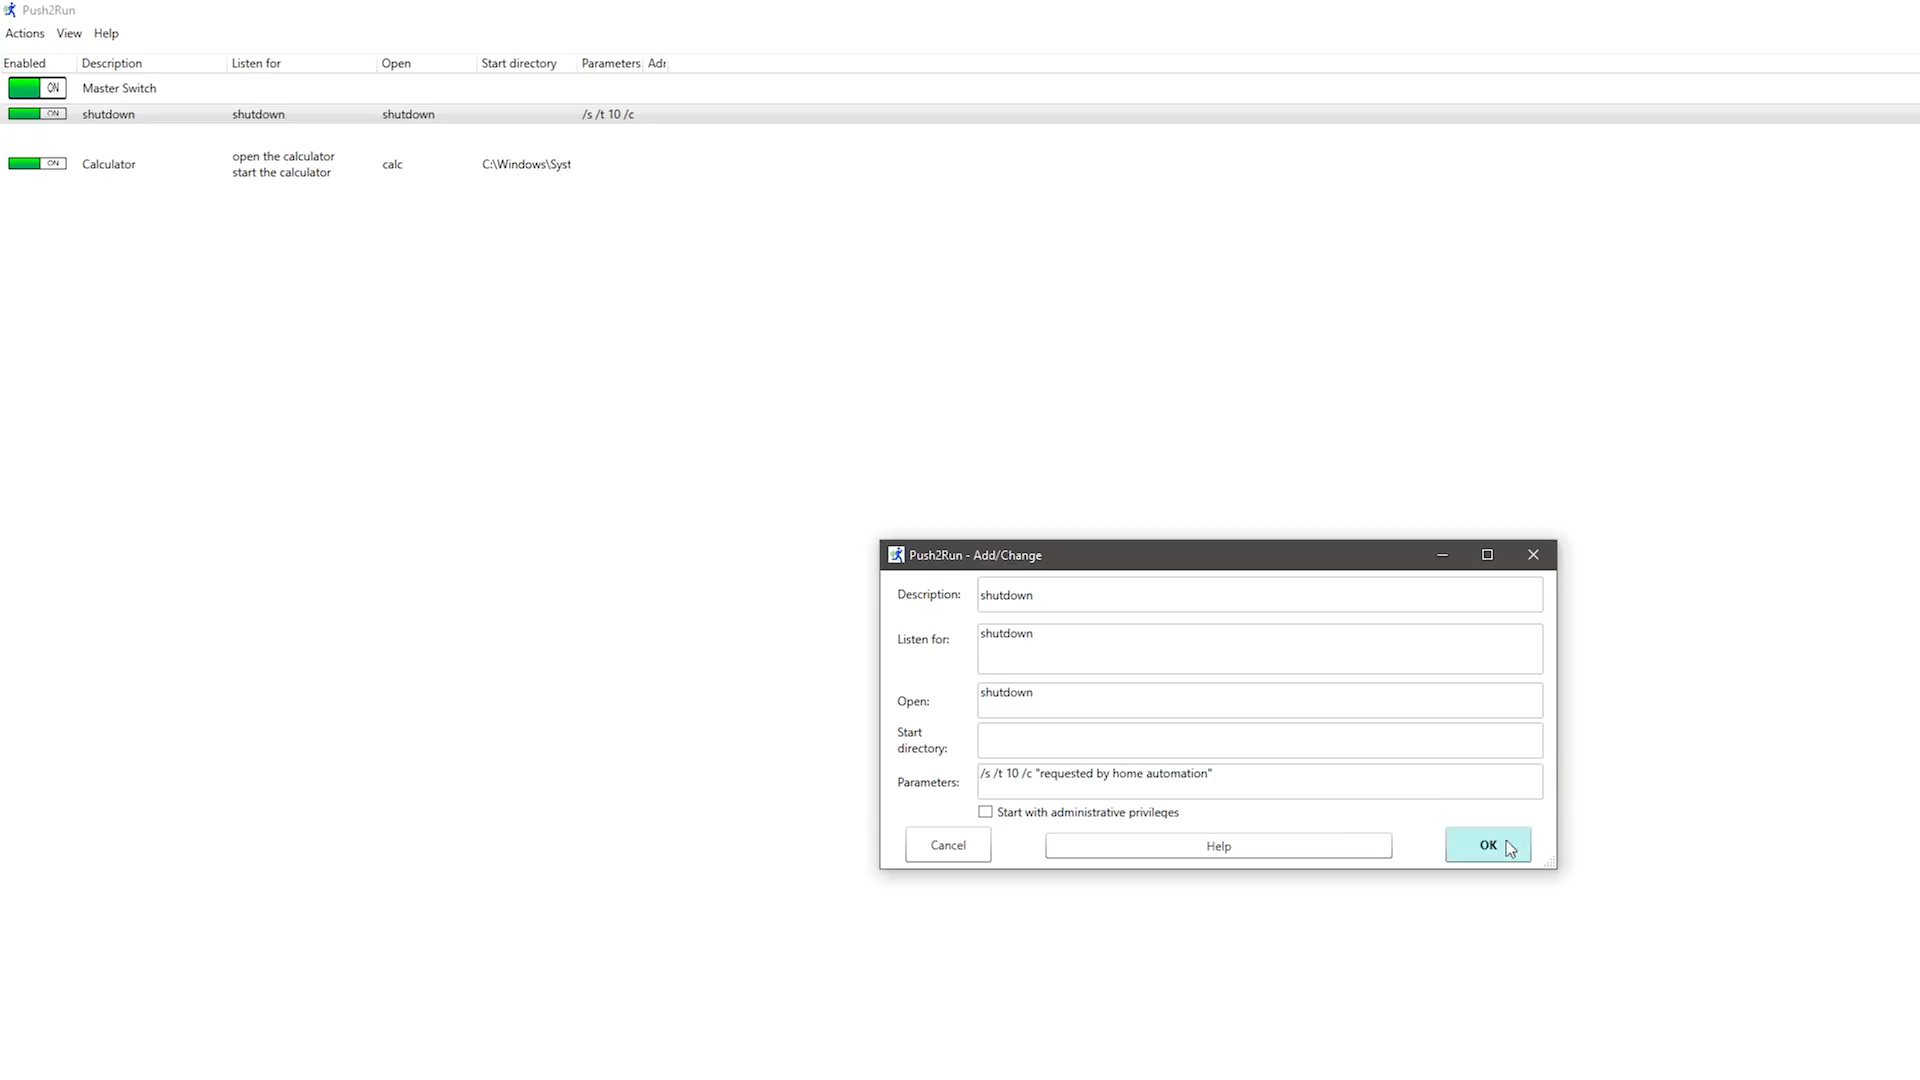 Push2Run
Actions View Help
Enabled Description Listen for Open Start directory Parameters Adr
ON Master Switch
ON shutdown shutdown shutdown /s /t 10 /c
open the calculator
ON Calculator calc C:\Windows\Syst
start the calculator
Push2Run - Add/Change
Description: shutdown
Listen for: shutdown
Open: shutdown
Start
directory:
Parameters: /s /t 10 /c "requested by home automation"
Start with administrative privileges
Cancel Help OK